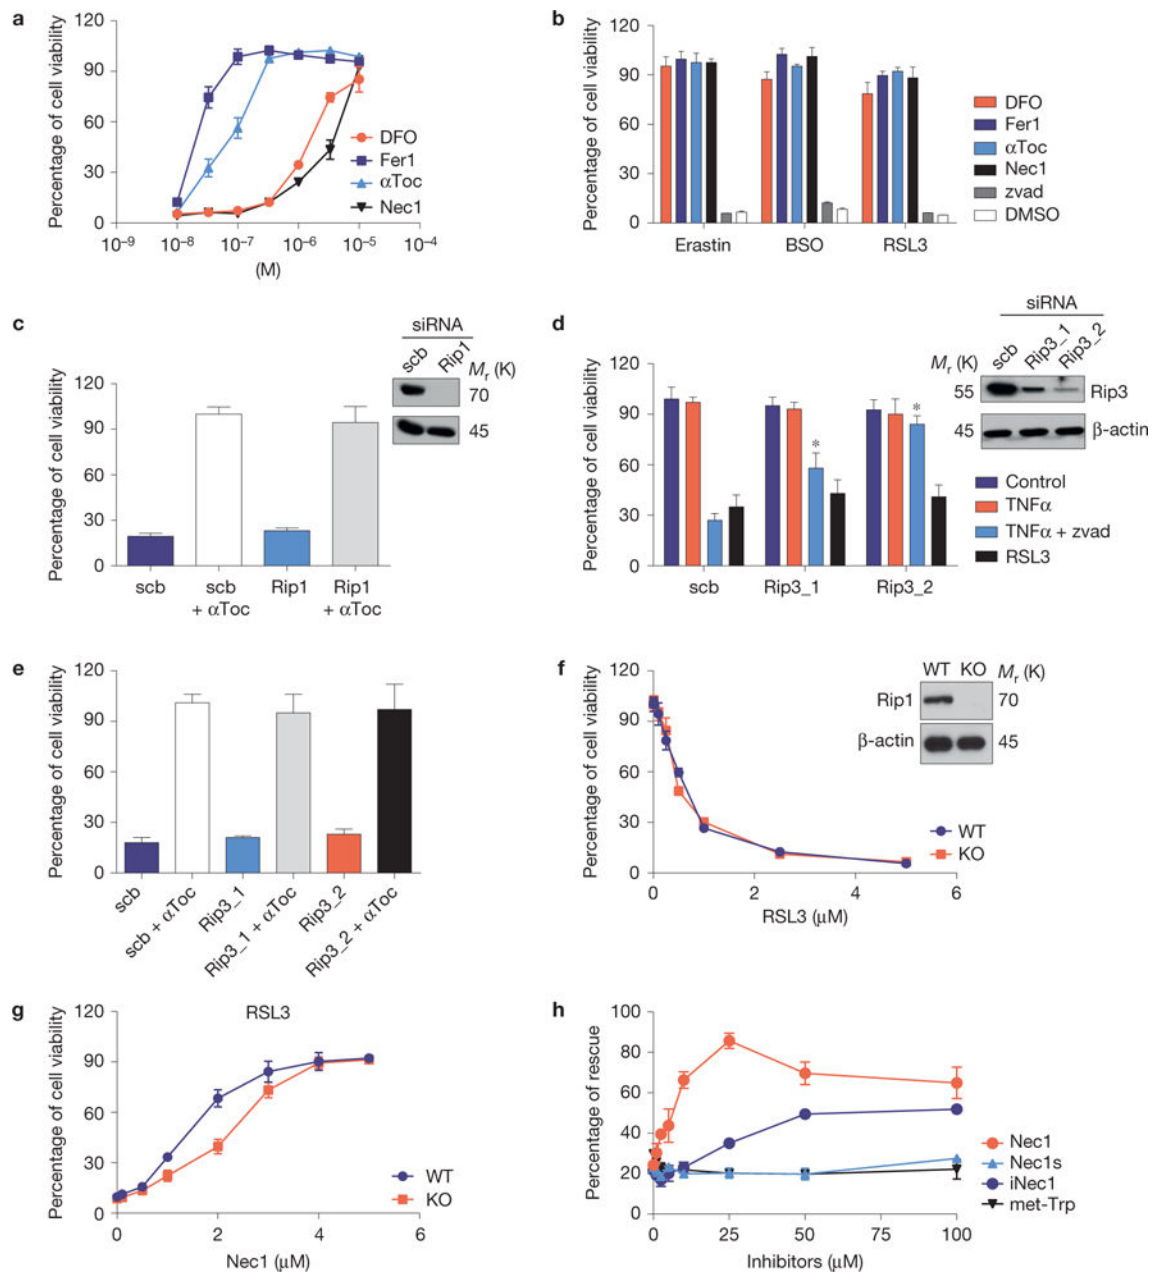 a
Percentage of cell viability
120
90
60
30
0
10⁻⁹ 10⁻⁸ 10⁻⁷ 10⁻⁶ 10⁻⁵ 10⁻⁴
(M)
DFO
Fer1
αToc
Nec1
b
Percentage of cell viability
120
90
60
30
0
Erastin BSO RSL3
DFO
Fer1
αToc
Nec1
zvad
DMSO
c
Percentage of cell viability
120
90
60
30
0
scb scb + αToc Rip1 Rip1 + αToc
siRNA
scb Rip1
Mr (K)
70
45
d
Percentage of cell viability
120
90
60
30
0
scb Rip3_1 Rip3_2
* *
siRNA
scb Rip3_1 Rip3_2
Mr (K)
55 Rip3
45 β-actin
Control
TNFα
TNFα + zvad
RSL3
e
Percentage of cell viability
120
90
60
30
0
scb
scb + αToc
Rip3_1
Rip3_1 + αToc
Rip3_2
Rip3_2 + αToc
f
Percentage of cell viability
120
90
60
30
0
0 2 4 6
RSL3 (μM)
WT KO Mr (K)
Rip1 70
β-actin 45
WT
KO
g
RSL3
Percentage of cell viability
120
90
60
30
0
0 2 4 6
Nec1 (μM)
WT
KO
h
Percentage of rescue
100
80
60
40
20
0
0 25 50 75 100
Inhibitors (μM)
Nec1
Nec1s
iNec1
met-Trp